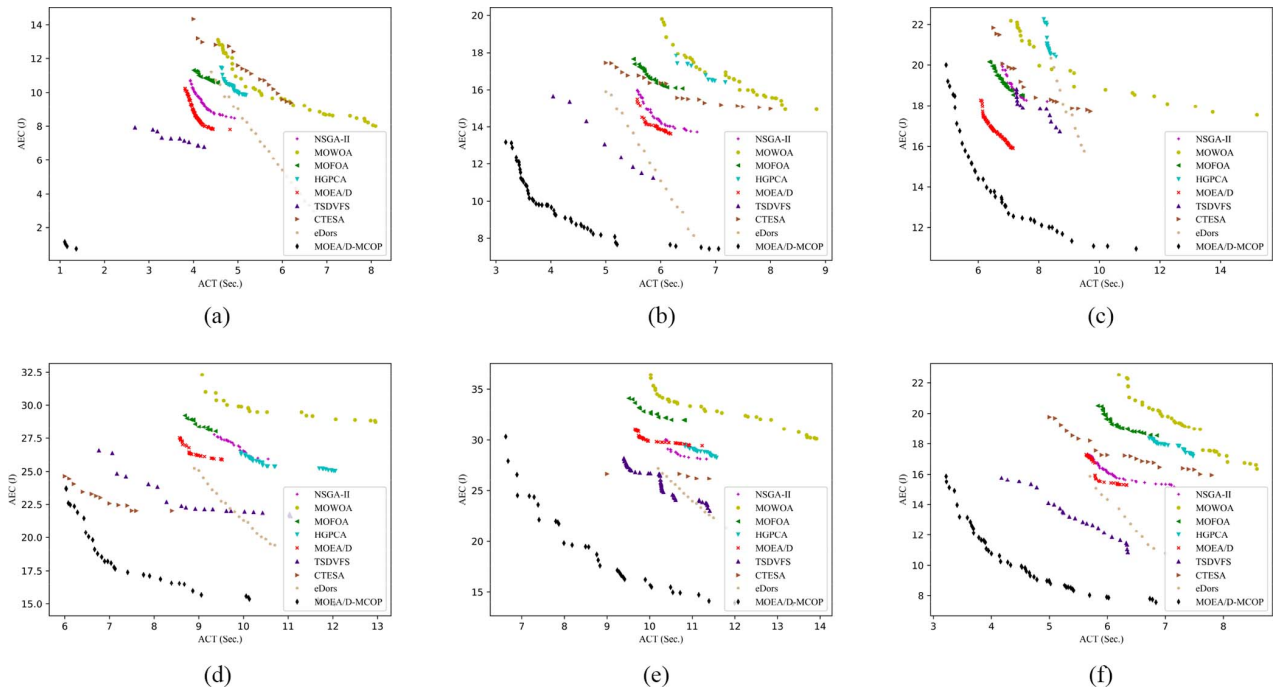 14
12
10
8
6
4
2
AEC (J)
1 2 3 4 5 6 7 8
ACT (Sec.)
NSGA-II
MOWOA
MOFOA
HGPCA
MOEA/D
TSDVFS
CTESA
eDors
MOEA/D-MCOP
(a)
20
18
16
14
12
10
8
AEC (J)
3 4 5 6 7 8 9
ACT (Sec.)
NSGA-II
MOWOA
MOFOA
HGPCA
MOEA/D
TSDVFS
CTESA
eDors
MOEA/D-MCOP
(b)
22
20
18
16
14
12
AEC (J)
6 8 10 12 14
ACT (Sec.)
NSGA-II
MOWOA
MOFOA
HGPCA
MOEA/D
TSDVFS
CTESA
eDors
MOEA/D-MCOP
(c)
32.5
30.0
27.5
25.0
22.5
20.0
17.5
15.0
AEC (J)
6 7 8 9 10 11 12 13
ACT (Sec.)
NSGA-II
MOWOA
MOFOA
HGPCA
MOEA/D
TSDVFS
CTESA
eDors
MOEA/D-MCOP
(d)
35
30
25
20
15
AEC (J)
7 8 9 10 11 12 13 14
ACT (Sec.)
NSGA-II
MOWOA
MOFOA
HGPCA
MOEA/D
TSDVFS
CTESA
eDors
MOEA/D-MCOP
(e)
22
20
18
16
14
12
10
8
AEC (J)
3 4 5 6 7 8
ACT (Sec.)
NSGA-II
MOWOA
MOFOA
HGPCA
MOEA/D
TSDVFS
CTESA
eDors
MOEA/D-MCOP
(f)